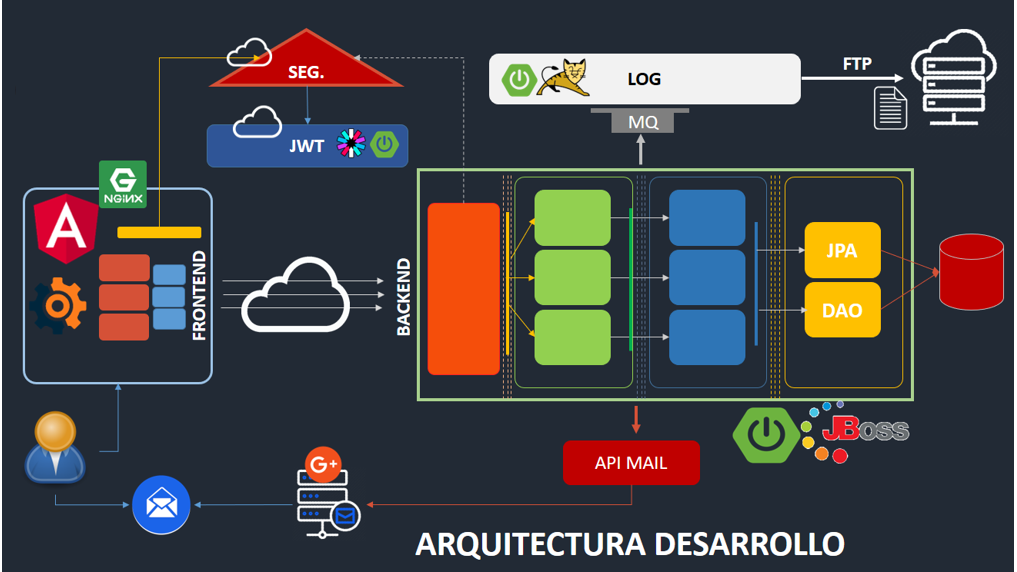 SEG.
LOG
FTP
MQ
JWT
NGiNX
A
FRONTEND
BACKEND
JPA
DAO
JBoss
API MAIL
G+
ARQUITECTURA DESARROLLO